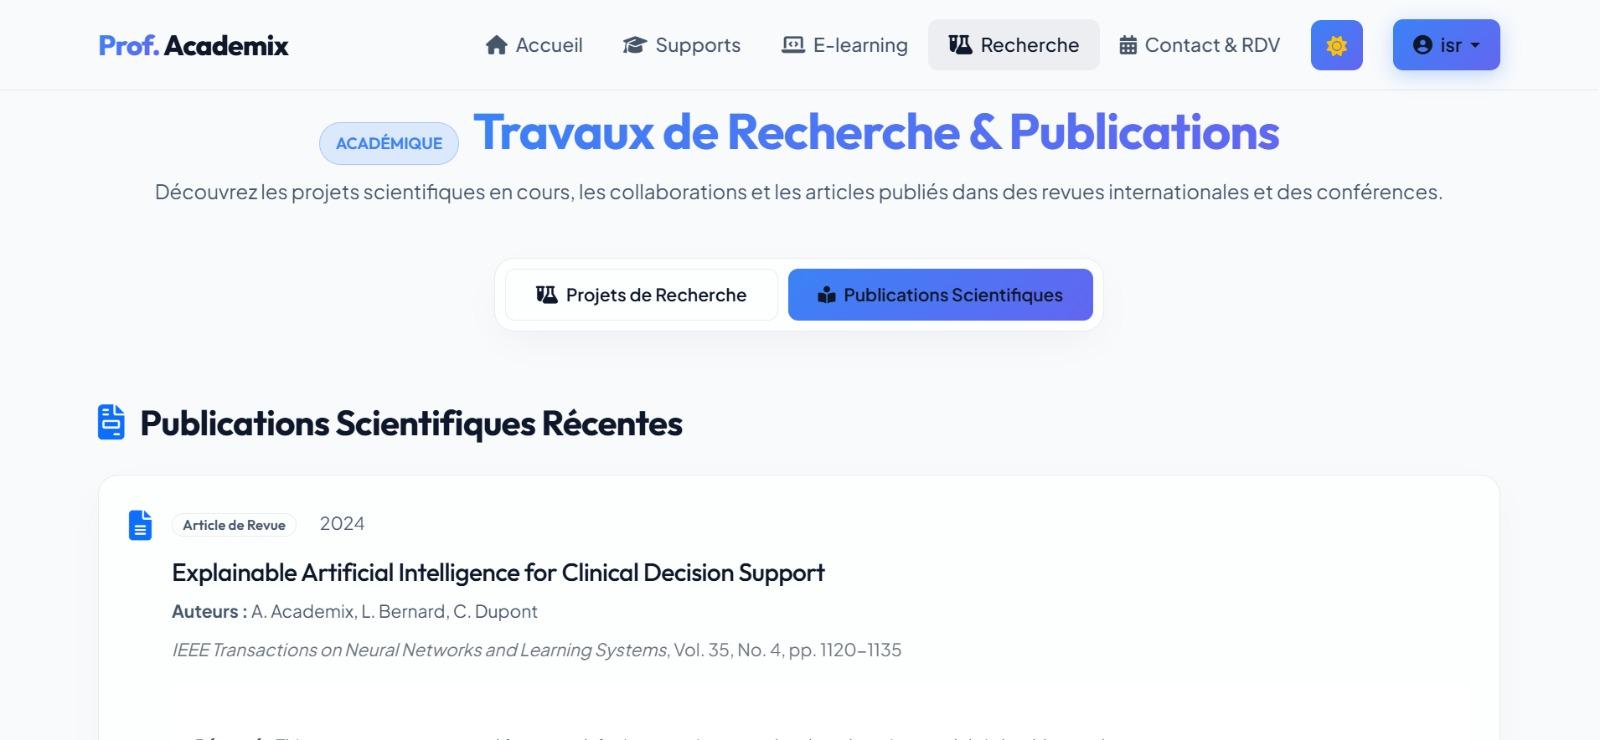 Prof. Academix
Accueil
Supports
E-learning
Recherche
Contact & RDV
isr
ACADÉMIQUE
Travaux de Recherche & Publications
Découvrez les projets scientifiques en cours, les collaborations et les articles publiés dans des revues internationales et des conférences.
Projets de Recherche
Publications Scientifiques
Publications Scientifiques Récentes
Article de Revue 2024
Explainable Artificial Intelligence for Clinical Decision Support
Auteurs : A. Academix, L. Bernard, C. Dupont
IEEE Transactions on Neural Networks and Learning Systems, Vol. 35, No. 4, pp. 1120–1135